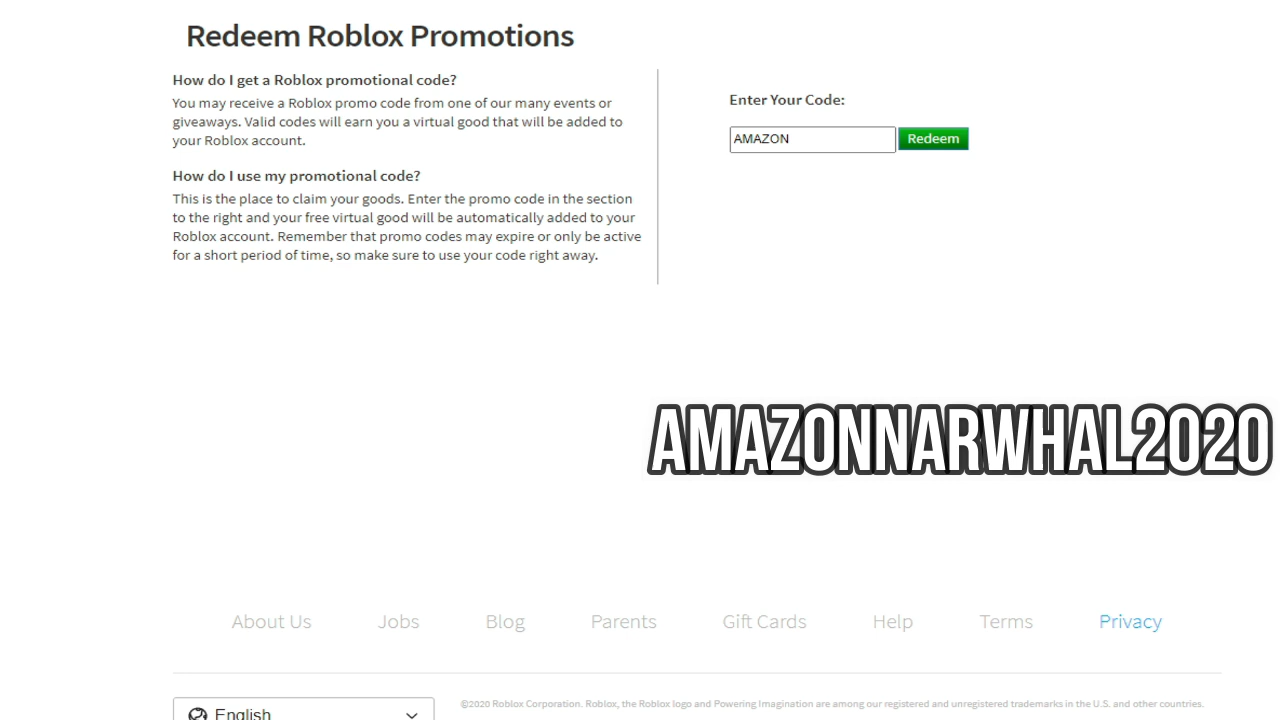 Redeem Roblox Promotions
How do I get a Roblox promotional code?
You may receive a Roblox promo code from one of our many events or
giveaways. Valid codes will earn you a virtual good that will be added to
your Roblox account.
How do I use my promotional code?
This is the place to claim your goods. Enter the promo code in the section
to the right and your free virtual good will be automatically added to your
Roblox account. Remember that promo codes may expire or only be active
for a short period of time, so make sure to use your code right away.
Enter Your Code:
AMAZON Redeem
AMAZONNARWHAL2020
About Us Jobs Blog Parents Gift Cards Help Terms Privacy
English
©2020 Roblox Corporation. Roblox, the Roblox logo and Powering Imagination are among our registered and unregistered trademarks in the U.S. and other countries.